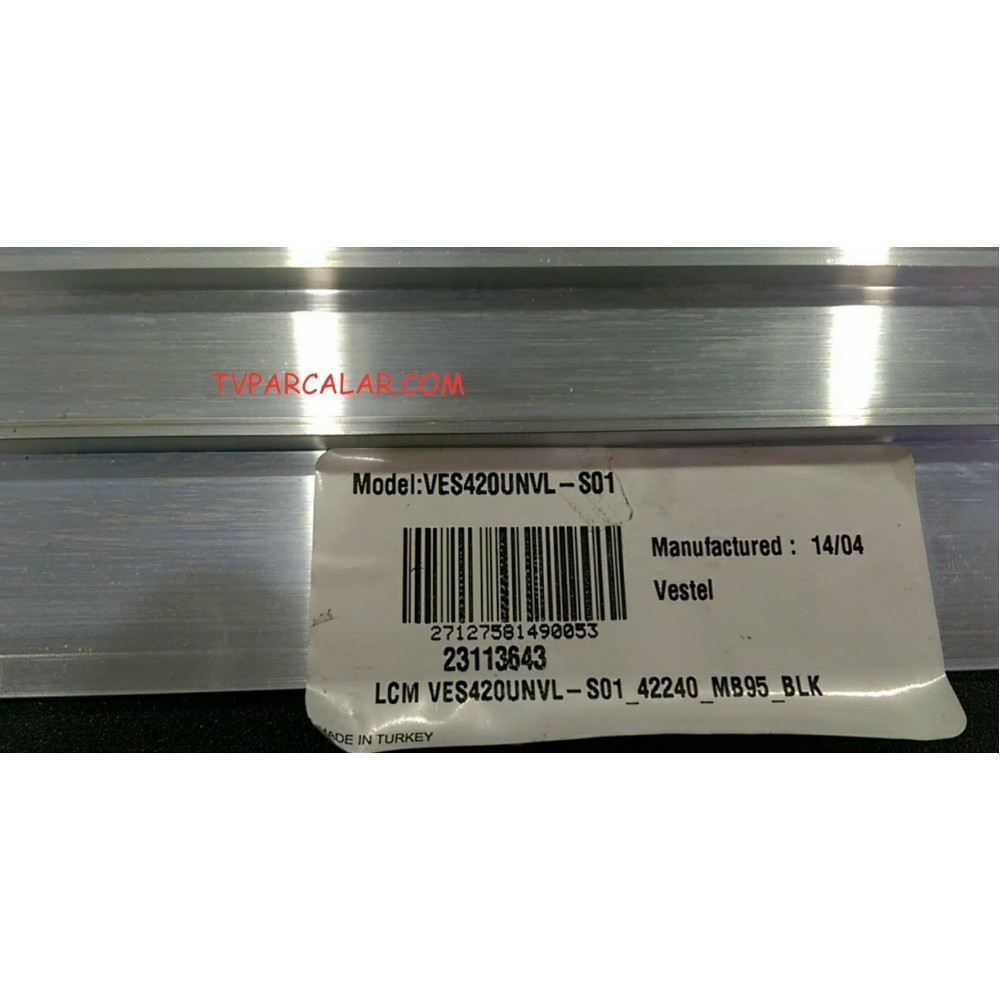 TVPARCALAR.COM
Model:VES420UNVL-S01
Manufactured : 14/04
Vestel
27127581490053
23113643
LCM VES420UNVL-S01_42240_MB95_BLK
MADE IN TURKEY